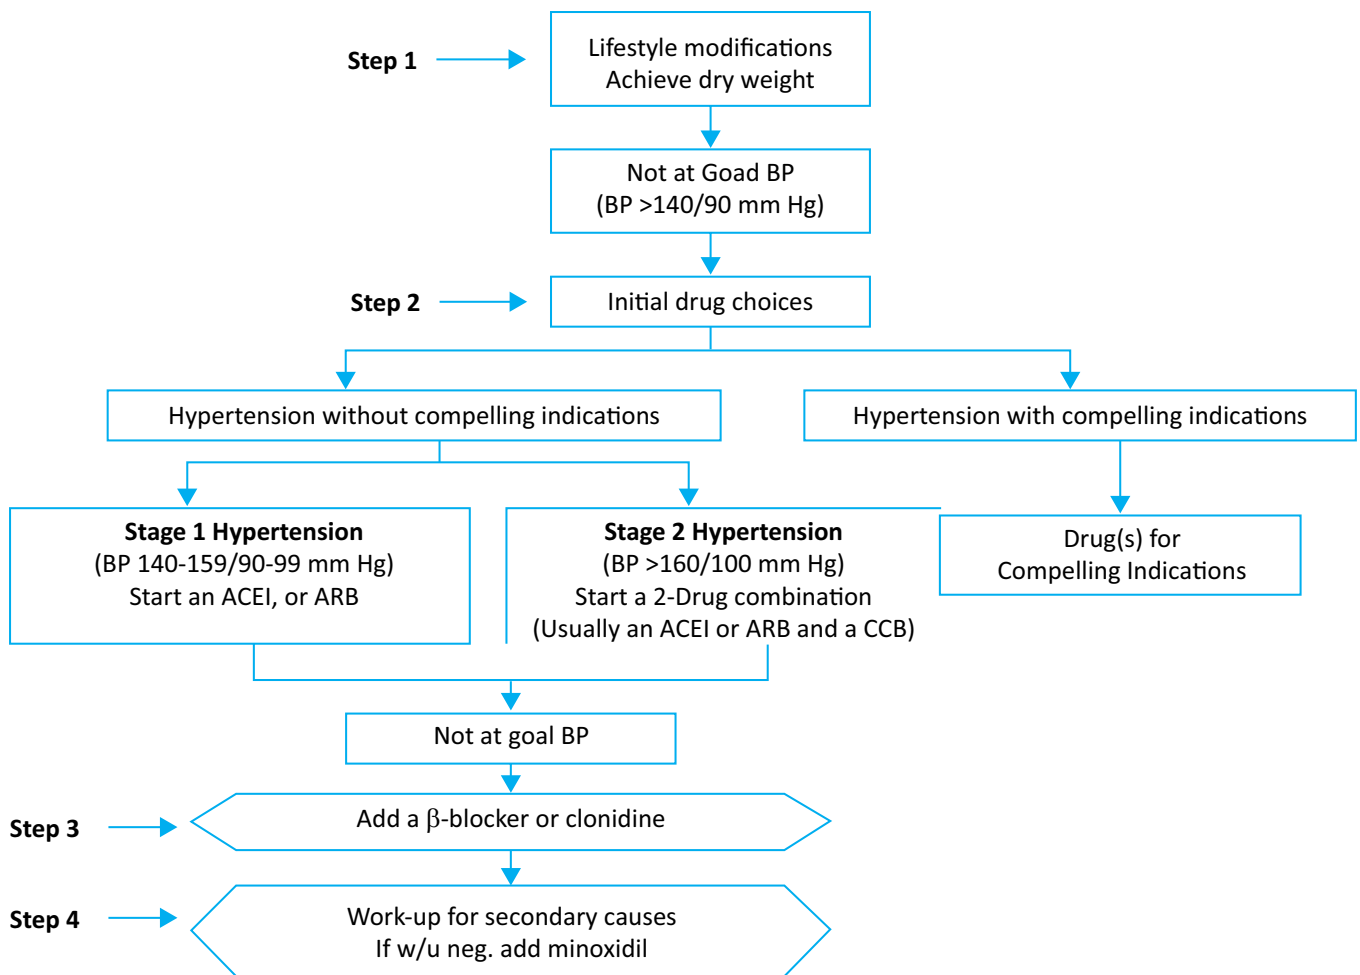 Step 1
Lifestyle modifications
Achieve dry weight
Not at Goad BP
(BP >140/90 mm Hg)
Step 2
Initial drug choices
Hypertension without compelling indications
Hypertension with compelling indications
Stage 1 Hypertension
(BP 140-159/90-99 mm Hg)
Start an ACEI, or ARB
Stage 2 Hypertension
(BP >160/100 mm Hg)
Start a 2-Drug combination
(Usually an ACEI or ARB and a CCB)
Drug(s) for
Compelling Indications
Not at goal BP
Step 3
Add a β-blocker or clonidine
Step 4
Work-up for secondary causes
If w/u neg. add minoxidil